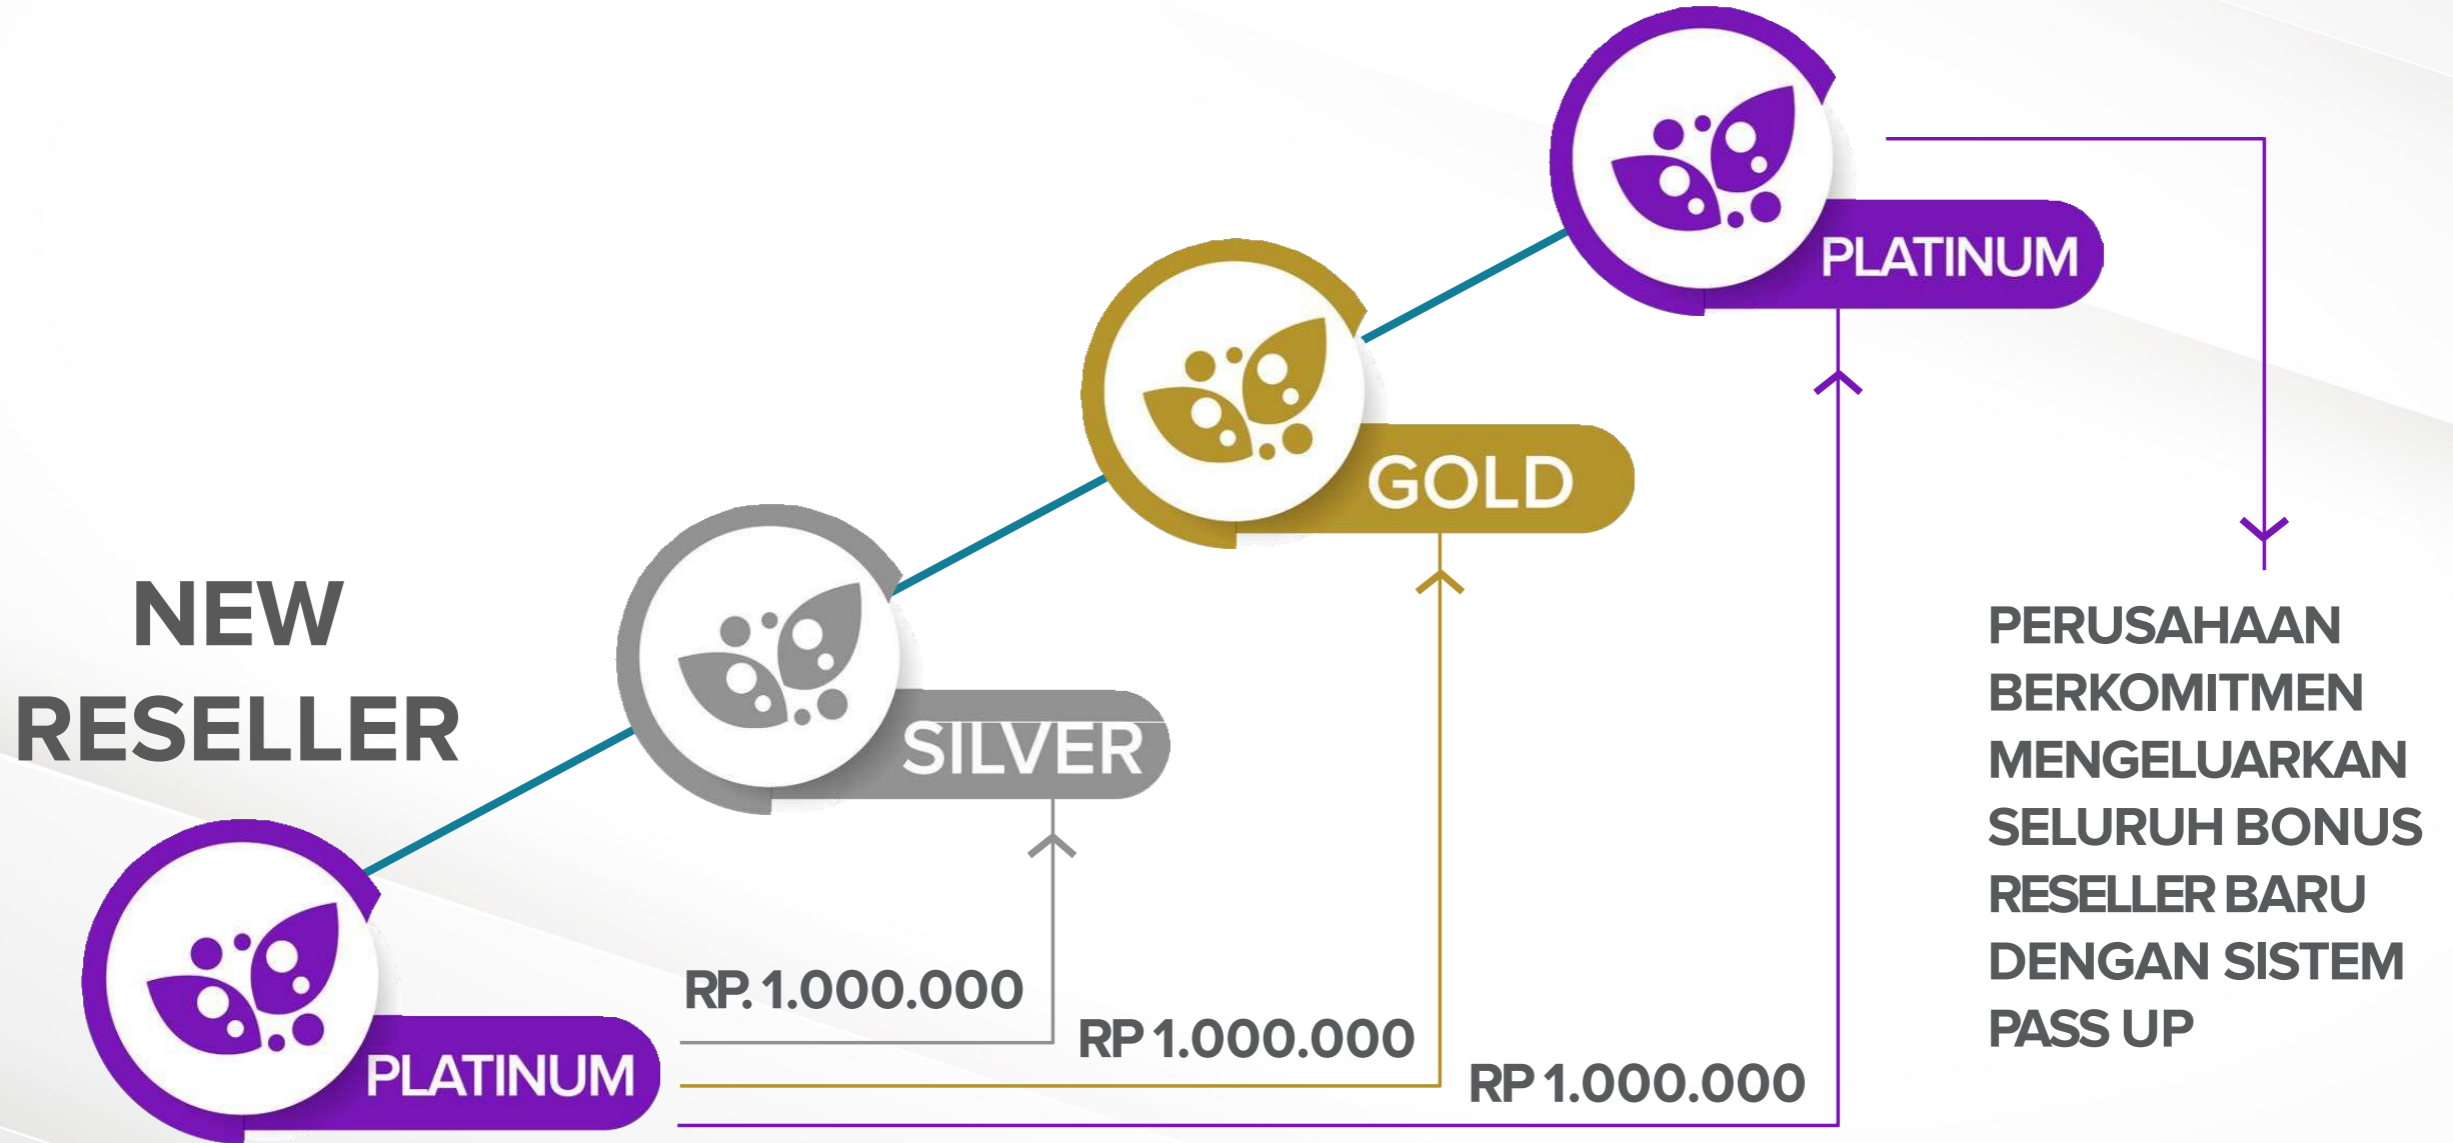 PLATINUM
GOLD
SILVER
NEW
RESELLER
PLATINUM
RP. 1.000.000
RP 1.000.000
RP 1.000.000
PERUSAHAAN
BERKOMITMEN
MENGELUARKAN
SELURUH BONUS
RESELLER BARU
DENGAN SISTEM
PASS UP